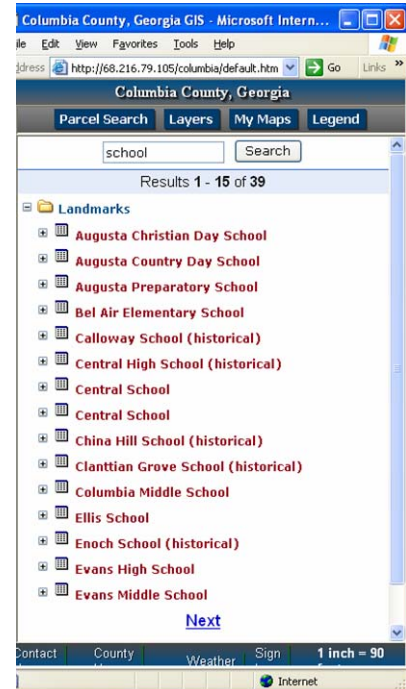 Columbia County, Georgia GIS - Microsoft Intern...
Edit View Favorites Tools Help
http://68.216.79.105/columbia/default.htm Go Links »
Columbia County, Georgia
Parcel Search Layers My Maps Legend
school Search
Results 1 - 15 of 39
Landmarks
Augusta Christian Day School
Augusta Country Day School
Augusta Preparatory School
Bel Air Elementary School
Calloway School (historical)
Central High School (historical)
Central School
Central School
China Hill School (historical)
Clanttian Grove School (historical)
Columbia Middle School
Ellis School
Enoch School (historical)
Evans High School
Evans Middle School
Next
Contact County Weather Sign 1 inch = 90
Internet